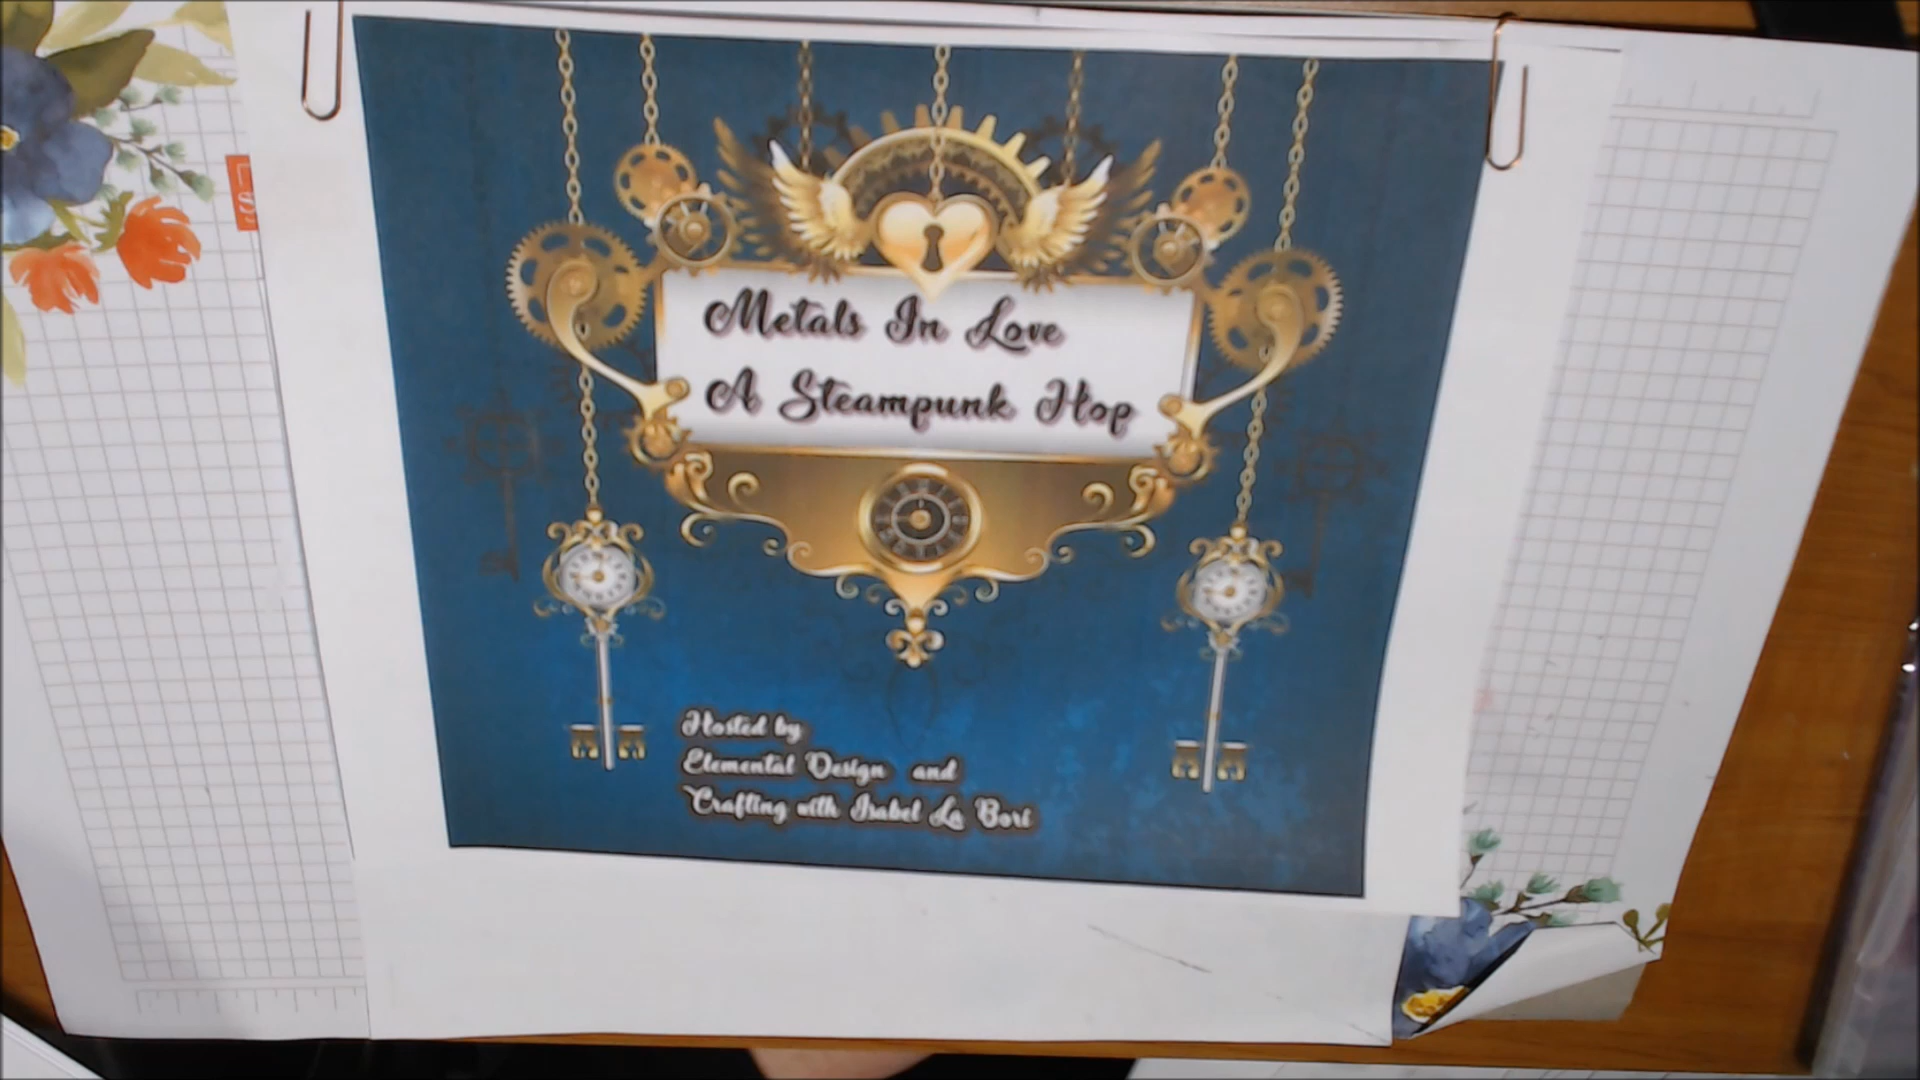 Metals In Love
A Steampunk Hop
Hosted by
Elemental Design and
Crafting with Isabel La Bori